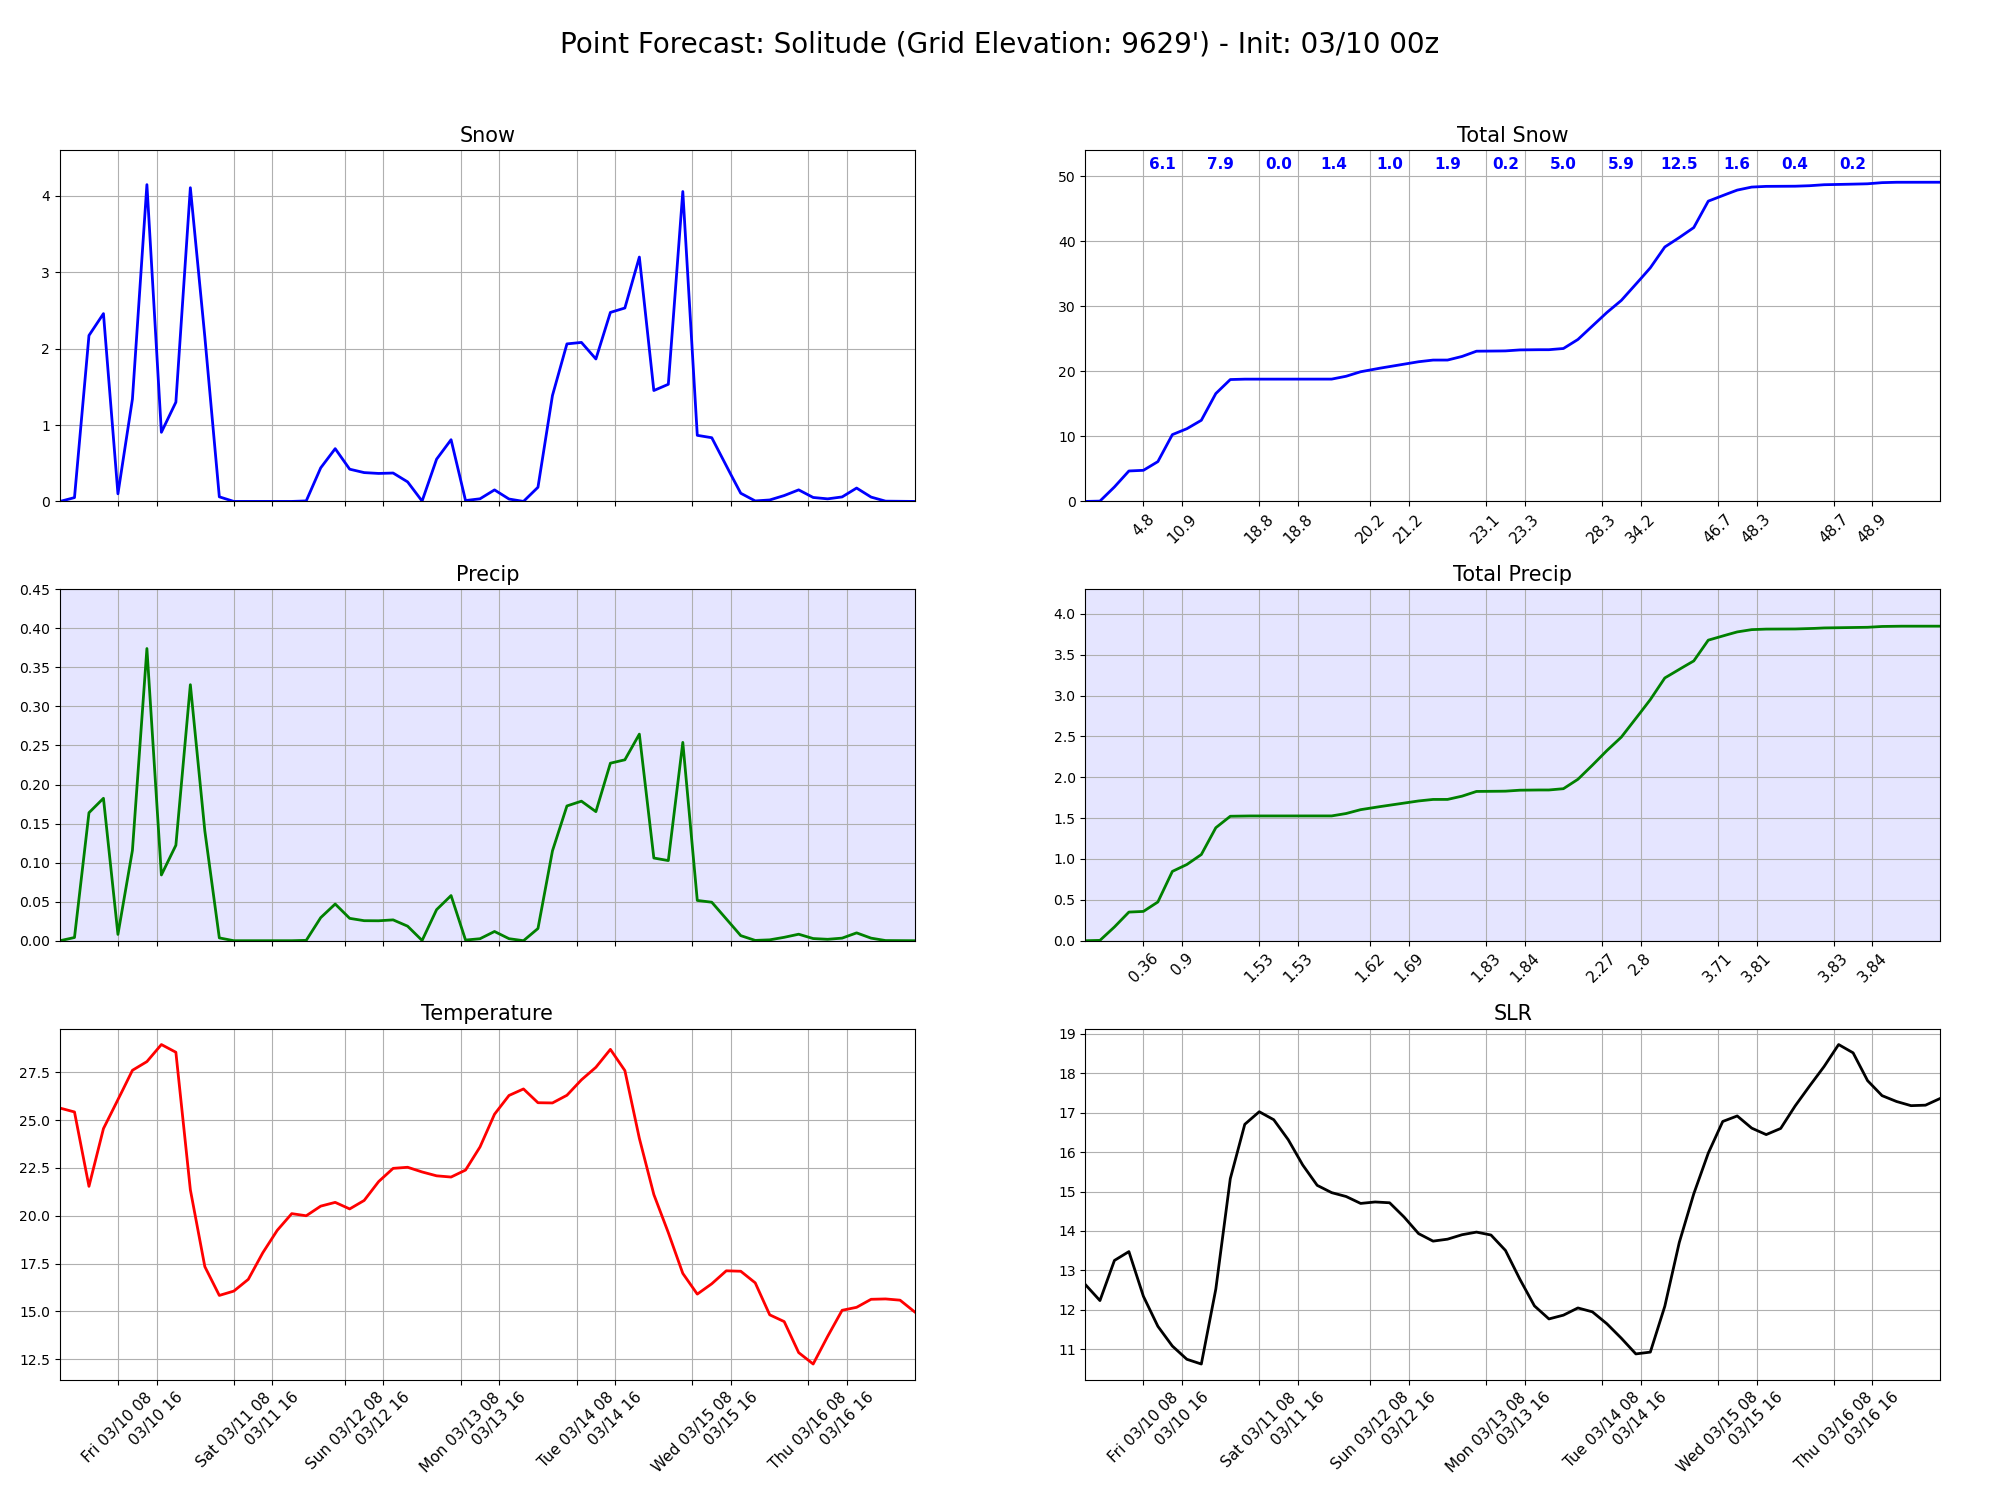 Point Forecast: Solitude (Grid Elevation: 9629') - Init: 03/10 00z
Snow
4
3
2
1
0
Total Snow
6.1 7.9 0.0 1.4 1.0 1.9 0.2 5.0 5.9 12.5 1.6 0.4 0.2
50
40
30
20
10
0
4.8 10.9 18.8 18.8 20.2 21.2 23.1 23.3 28.3 34.2 46.7 48.3 48.7 48.9
Precip
0.45
0.40
0.35
0.30
0.25
0.20
0.15
0.10
0.05
0.00
Total Precip
4.0
3.5
3.0
2.5
2.0
1.5
1.0
0.5
0.0
0.36 0.9 1.53 1.53 1.62 1.69 1.83 1.84 2.27 2.8 3.71 3.81 3.83 3.84
Temperature
27.5
25.0
22.5
20.0
17.5
15.0
12.5
Fri 03/10 08
03/10 16
Sat 03/11 08
03/11 16
Sun 03/12 08
03/12 16
Mon 03/13 08
03/13 16
Tue 03/14 08
03/14 16
Wed 03/15 08
03/15 16
Thu 03/16 08
03/16 16
SLR
19
18
17
16
15
14
13
12
11
Fri 03/10 08
03/10 16
Sat 03/11 08
03/11 16
Sun 03/12 08
03/12 16
Mon 03/13 08
03/13 16
Tue 03/14 08
03/14 16
Wed 03/15 08
03/15 16
Thu 03/16 08
03/16 16